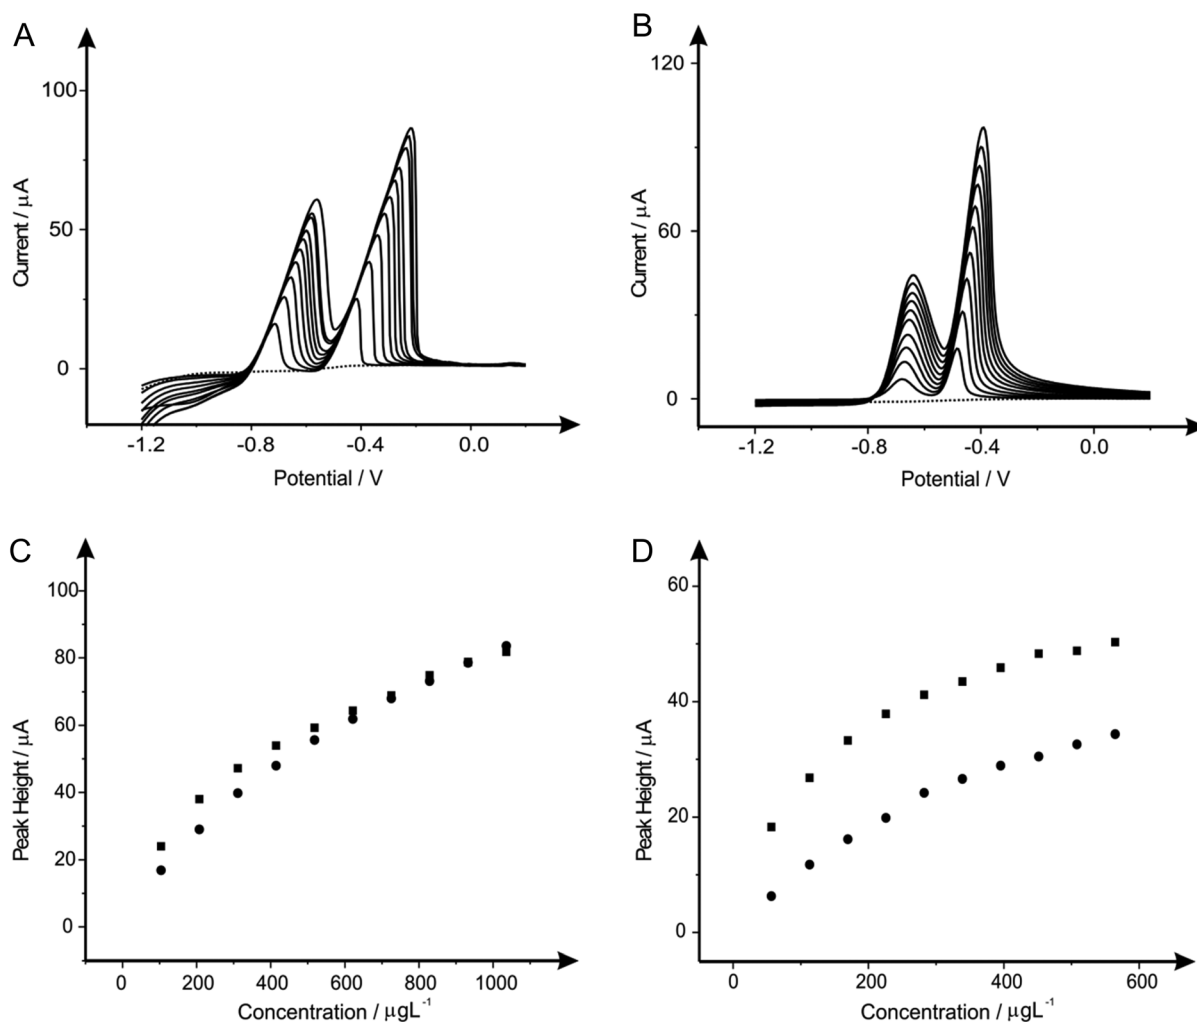 A
100
50
0
Current / μA
-1.2 -0.8 -0.4 0.0
Potential / V
B
120
60
0
Current / μA
-1.2 -0.8 -0.4 0.0
Potential / V
C
100
80
60
40
20
0
Peak Height / μA
0 200 400 600 800 1000
Concentration / μgL⁻¹
D
60
40
20
0
Peak Height / μA
0 200 400 600
Concentration / μgL⁻¹